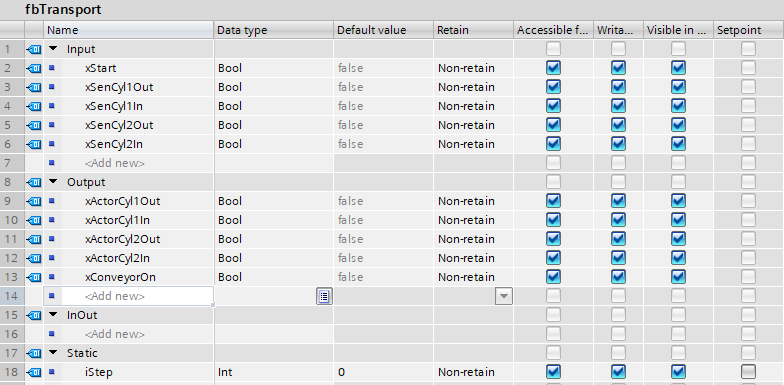 fbTransport
Name Data type Default value Retain Accessible f... Writa... Visible in ... Setpoint
1 Input
2 xStart Bool false Non-retain
3 xSenCyl1Out Bool false Non-retain
4 xSenCyl1In Bool false Non-retain
5 xSenCyl2Out Bool false Non-retain
6 xSenCyl2In Bool false Non-retain
7 <Add new>
8 Output
9 xActorCyl1Out Bool false Non-retain
10 xActorCyl1In Bool false Non-retain
11 xActorCyl2Out Bool false Non-retain
12 xActorCyl2In Bool false Non-retain
13 xConveyorOn Bool false Non-retain
14 <Add new>
15 InOut
16 <Add new>
17 Static
18 iStep Int 0 Non-retain